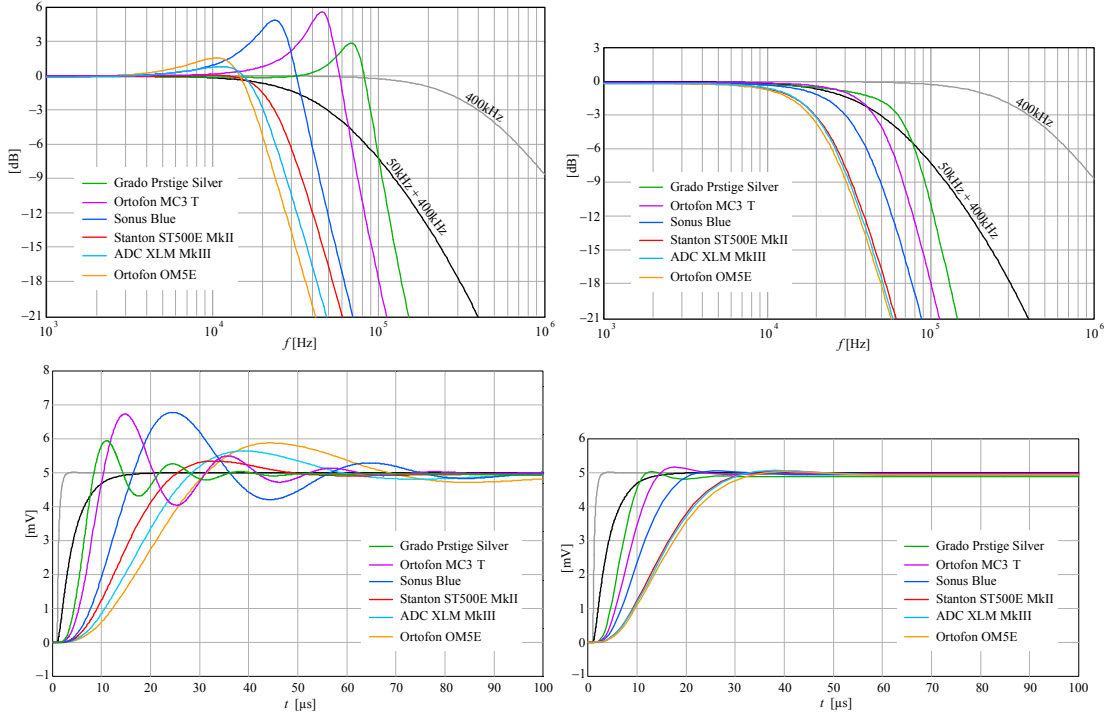 6
3
0
−3
−6
−9
−12
−15
−18
−21
[dB]
400kHz
50kHz + 400kHz
Grado Prstige Silver
Ortofon MC3 T
Sonus Blue
Stanton ST500E MkII
ADC XLM MkIII
Ortofon OM5E
10^3
10^4
10^5
10^6
f [Hz]
3
0
−3
−6
−9
−12
−15
−18
−21
[dB]
400kHz
50kHz + 400kHz
Grado Prstige Silver
Ortofon MC3 T
Sonus Blue
Stanton ST500E MkII
ADC XLM MkIII
Ortofon OM5E
10^3
10^4
10^5
10^6
f [Hz]
8
7
6
5
4
3
2
1
0
−1
[mV]
Grado Prstige Silver
Ortofon MC3 T
Sonus Blue
Stanton ST500E MkII
ADC XLM MkIII
Ortofon OM5E
0 10 20 30 40 50 60 70 80 90 100
t [µs]
6
5
4
3
2
1
0
−1
[mV]
Grado Prstige Silver
Ortofon MC3 T
Sonus Blue
Stanton ST500E MkII
ADC XLM MkIII
Ortofon OM5E
0 10 20 30 40 50 60 70 80 90 100
t [µs]